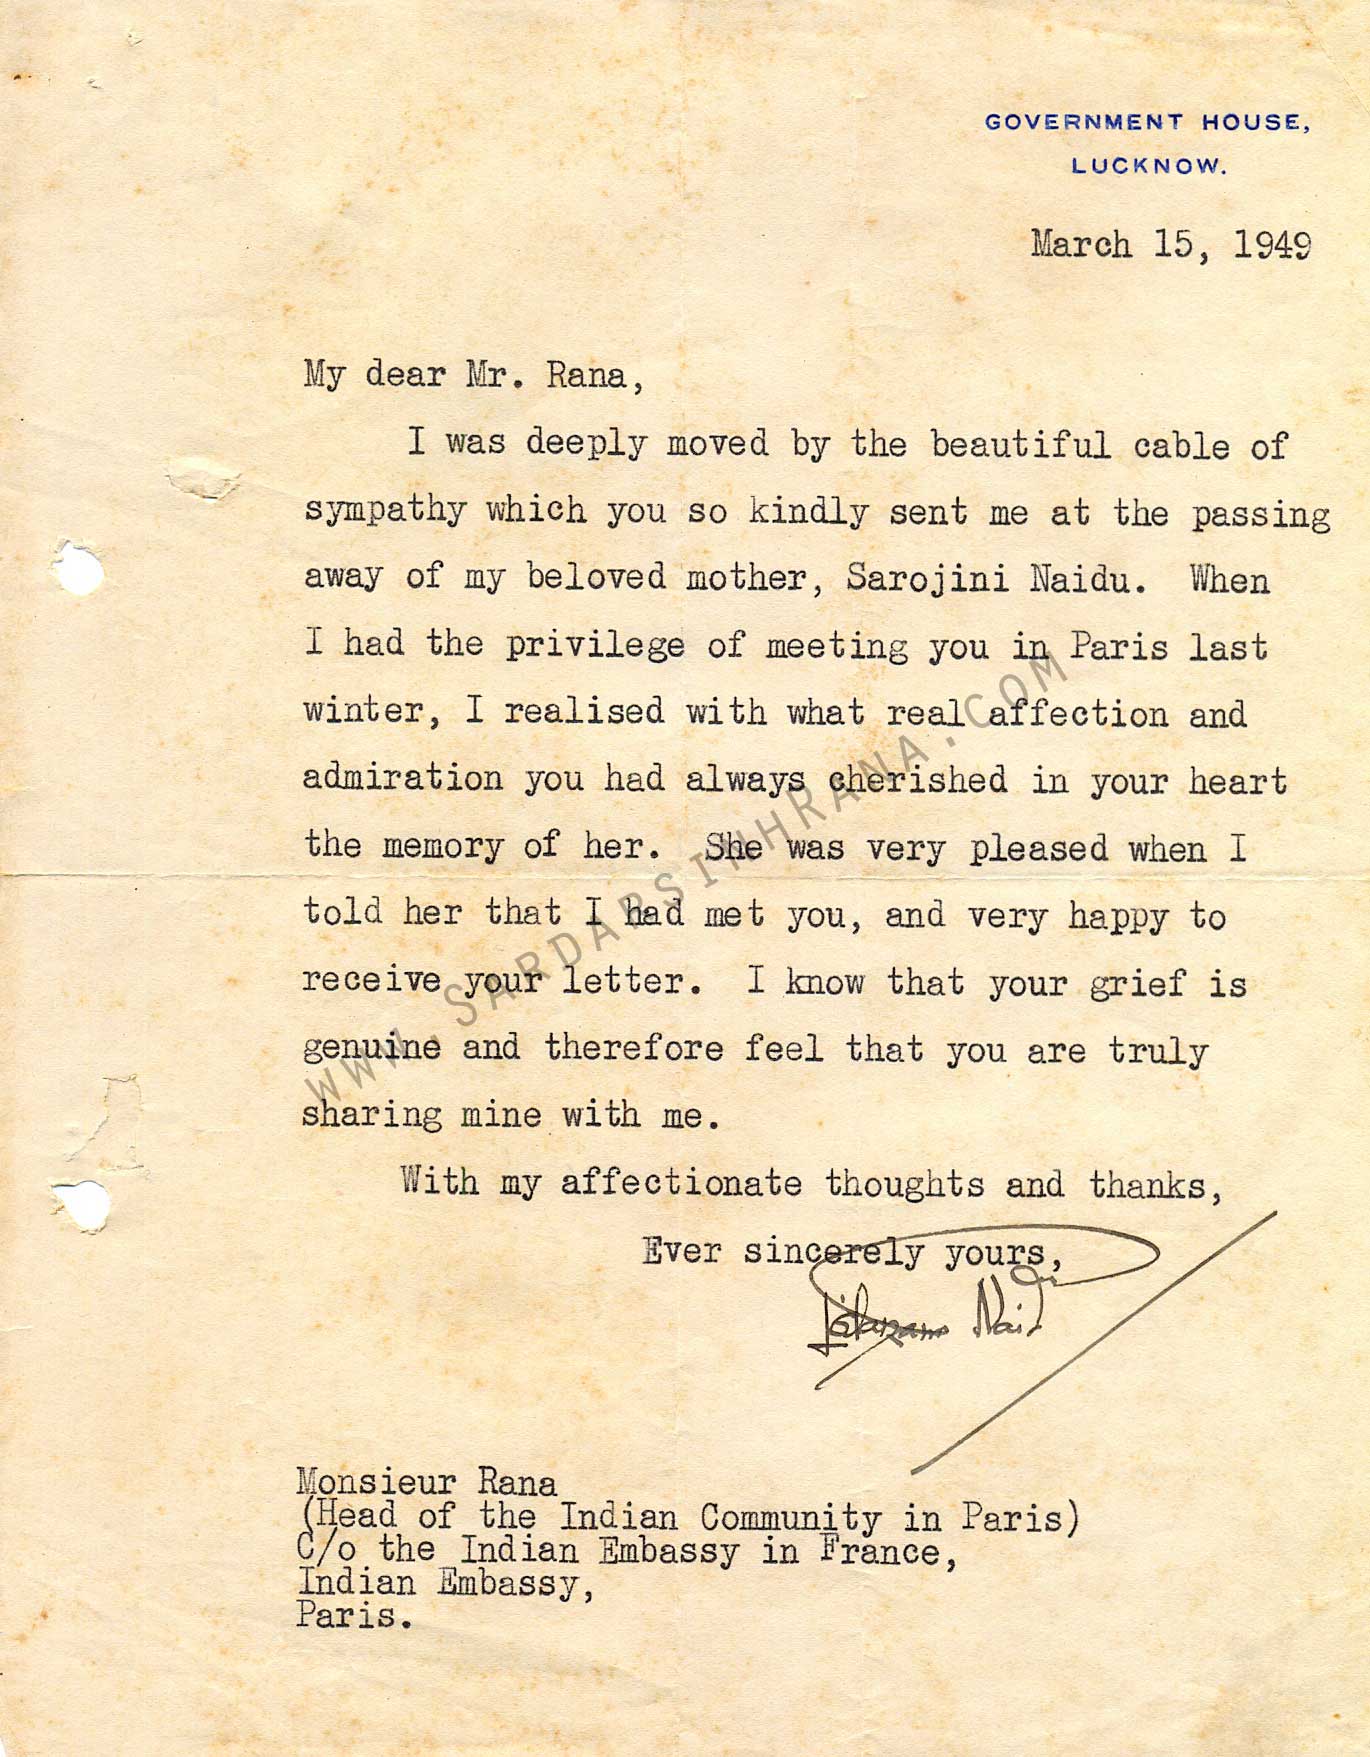 GOVERNMENT HOUSE,
LUCKNOW.
March 15, 1949
My dear Mr. Rana,
I was deeply moved by the beautiful cable of
sympathy which you so kindly sent me at the passing
away of my beloved mother, Sarojini Naidu. When
I had the privilege of meeting you in Paris last
winter, I realised with what real affection and
admiration you had always cherished in your heart
the memory of her. She was very pleased when I
told her that I had met you, and very happy to
receive your letter. I know that your grief is
genuine and therefore feel that you are truly
sharing mine with me.
With my affectionate thoughts and thanks,
Ever sincerely yours,
Naidu
Monsieur Rana
(Head of the Indian Community in Paris)
C/o the Indian Embassy in France,
Indian Embassy,
Paris.
WWW.SARDARSINHRANA.COM